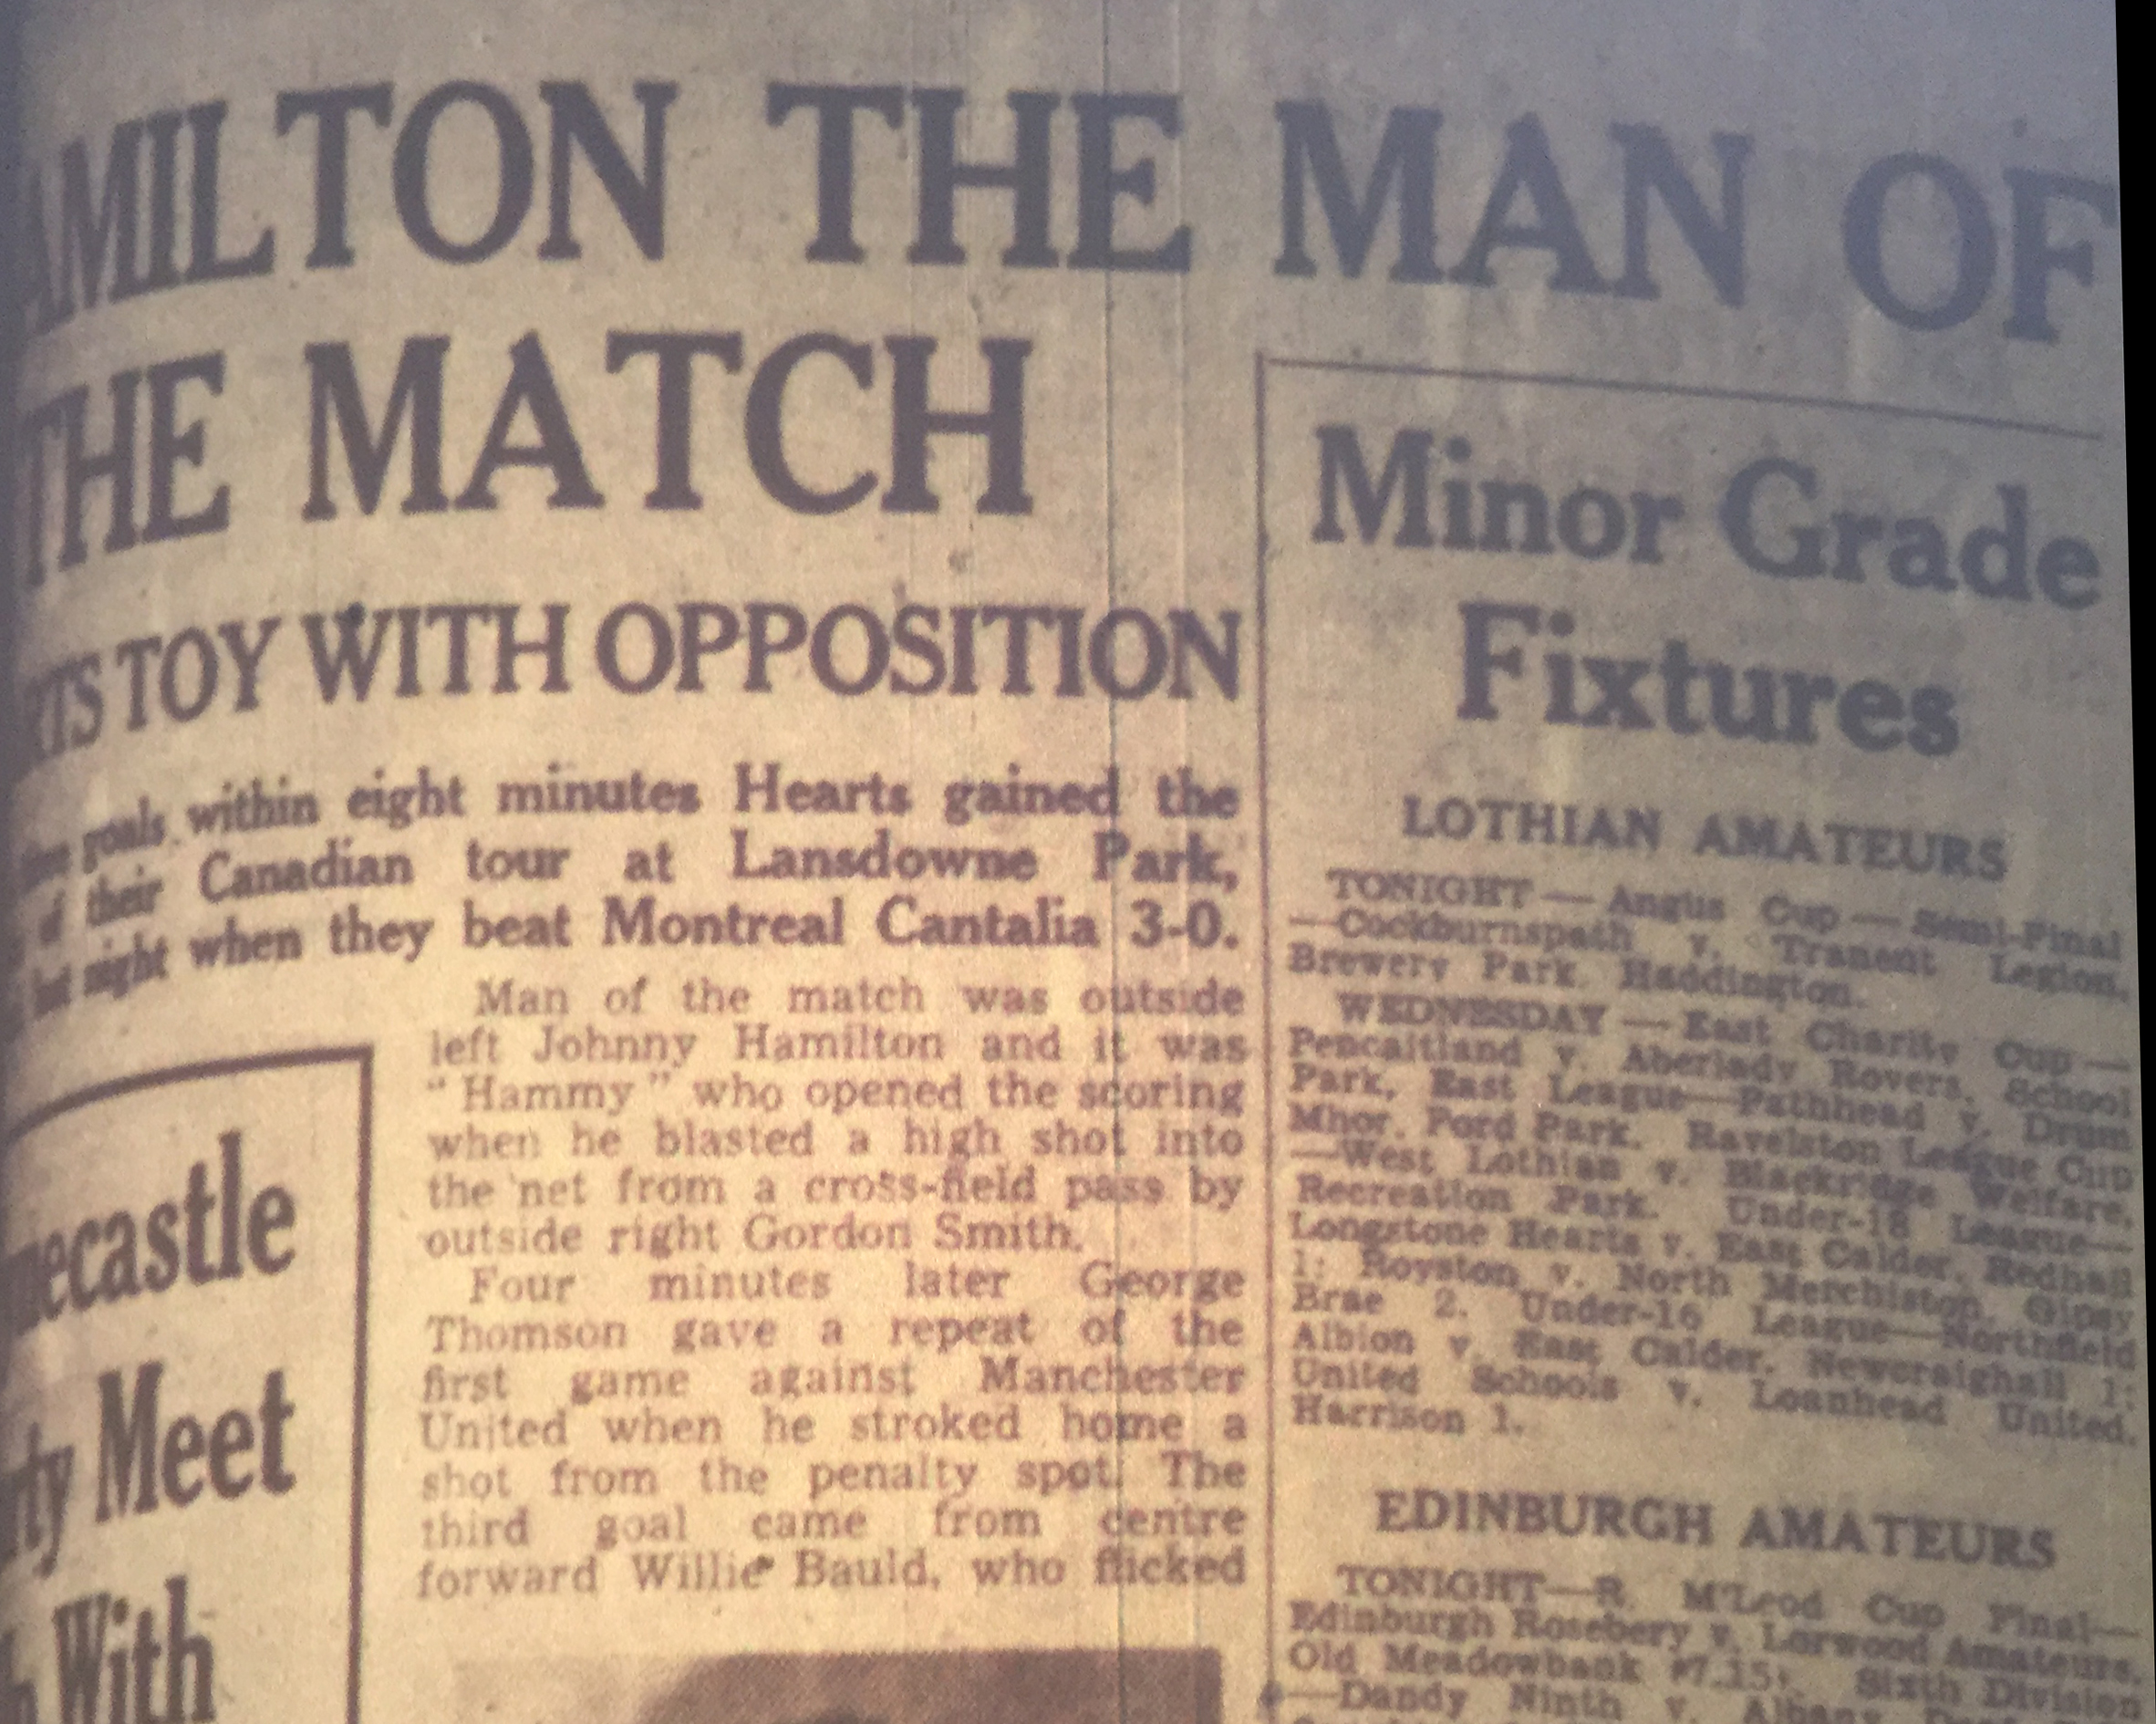 AMILTON THE MAN OF
THE MATCH
RTS TOY WITH OPPOSITION
goals within eight minutes Hearts gained the
of their Canadian tour at Lansdowne Park,
last night when they beat Montreal Cantalia 3-0.
Man of the match was outside
left Johnny Hamilton and it was
"Hammy" who opened the scoring
when he blasted a high shot into
the net from a cross-field pass by
outside right Gordon Smith.
Four minutes later George
Thomson gave a repeat of the
first game against Manchester
United when he stroked home a
shot from the penalty spot. The
third goal came from centre
forward Willie Bauld, who flicked
necastle
rty Meet
With
Minor Grade
Fixtures
LOTHIAN AMATEURS
TONIGHT — Angus Cup — Semi-Final
—Cockburnspath v. Tranent Legion,
Brewery Park, Haddington.
WEDNESDAY — East Charity Cup —
Pencaitland v. Aberlady Rovers, School
Park. East League—Pathhead v. Drum
Mhor, Ford Park. Ravelston League Cup
—West Lothian v. Blackridge Welfare,
Recreation Park. Under-18 League—
Longstone Hearts v. East Calder, Redhall
1; Royston v. North Merchiston, Gipsy
Brae 2. Under-16 League—Northfield
Albion v. East Calder, Newcraighall 1;
United Schools v. Loanhead United,
Harrison 1.
EDINBURGH AMATEURS
TONIGHT—R. M'Leod Cup Final—
Edinburgh Rosebery v. Lorwood Amateurs,
Old Meadowbank (7.15). Sixth Division
—Dandy Ninth v. Albany